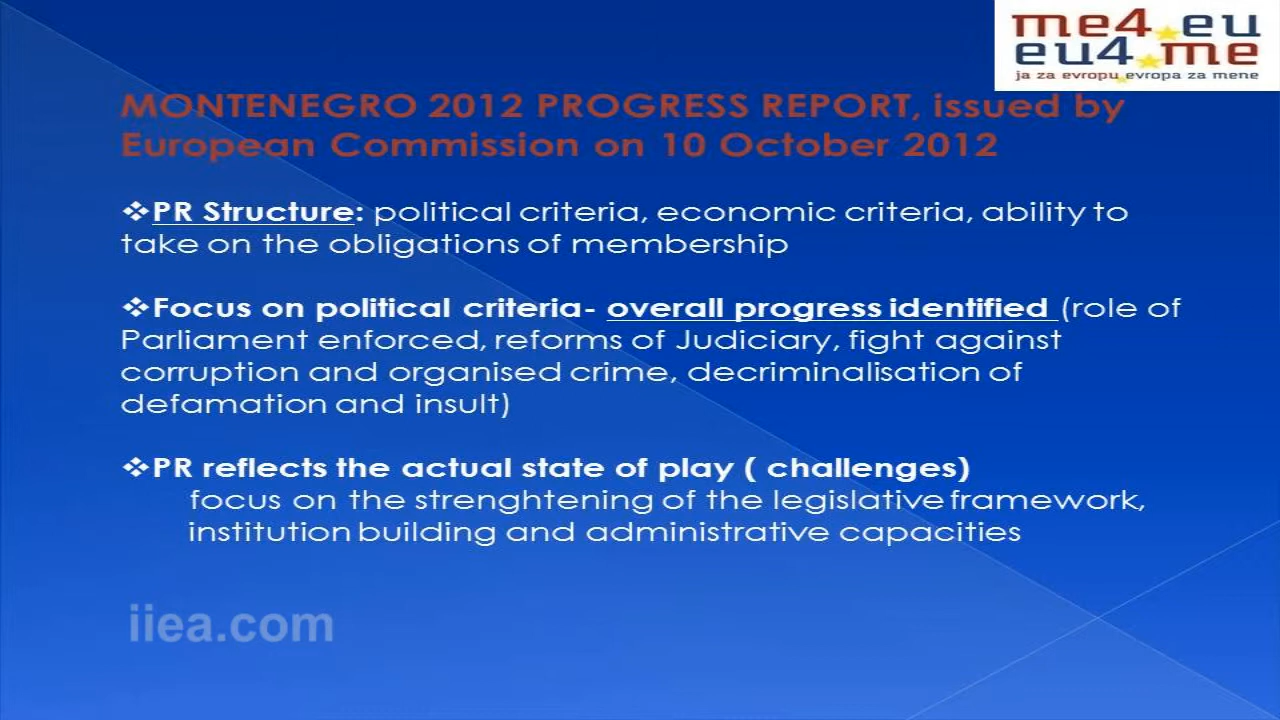 me4.eu
eu4.me
ja za evropu evropa za mene
MONTENEGRO 2012 PROGRESS REPORT, issued by
European Commission on 10 October 2012
❖PR Structure: political criteria, economic criteria, ability to
take on the obligations of membership
❖Focus on political criteria- overall progress identified (role of
Parliament enforced, reforms of Judiciary, fight against
corruption and organised crime, decriminalisation of
defamation and insult)
❖PR reflects the actual state of play ( challenges)
focus on the strenghtening of the legislative framework,
institution building and administrative capacities
iiea.com